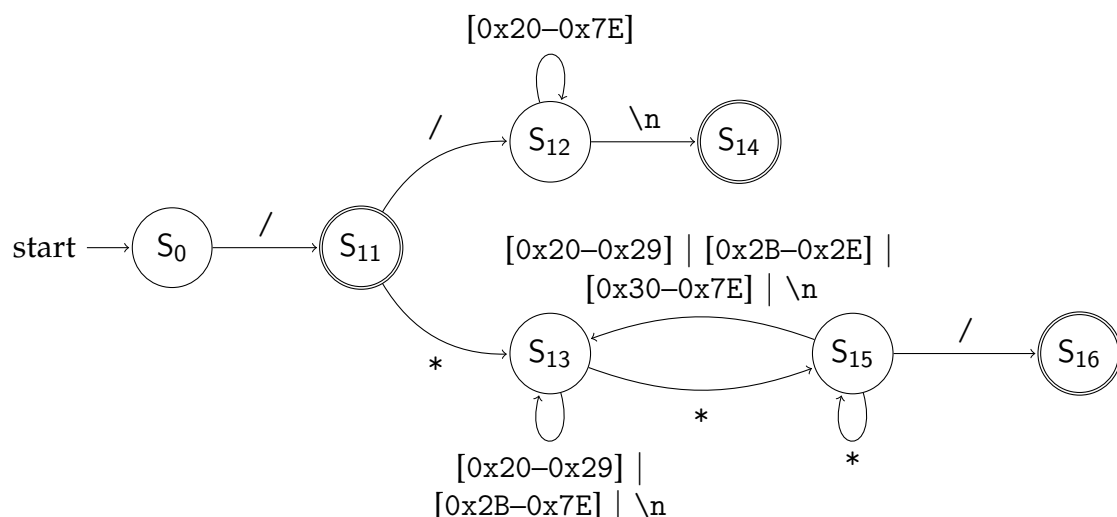 [0x20–0x7E]
/
S12
\n
S14
start
S0
/
S11
[0x20–0x29] | [0x2B–0x2E] |
[0x30–0x7E] | \n
*
S13
*
S15
/
S16
*
[0x20–0x29] |
[0x2B–0x7E] | \n